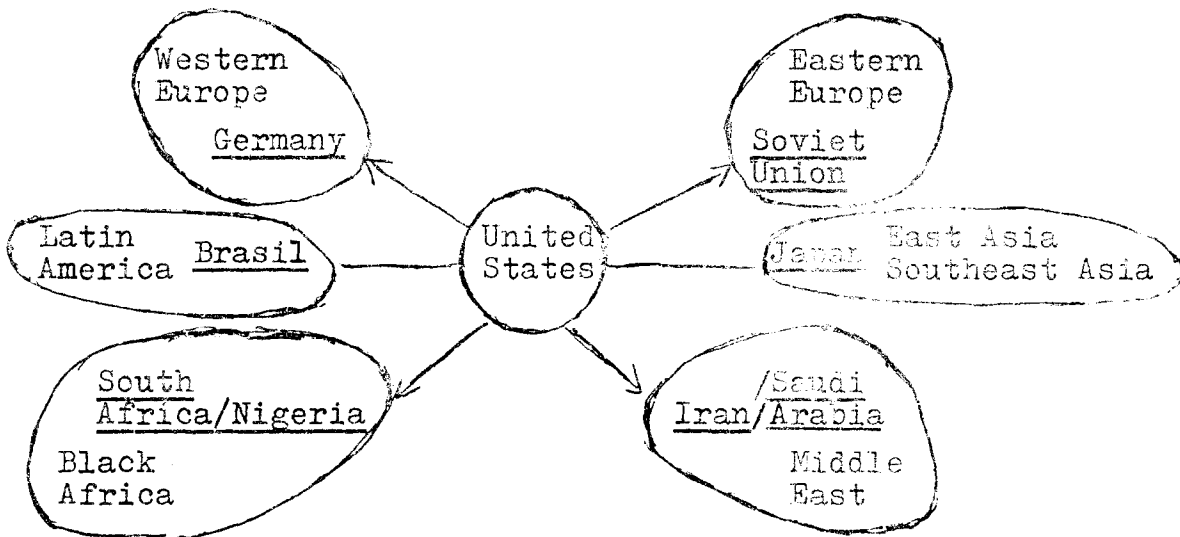 Western
Europe
Germany
Eastern
Europe
Soviet
Union
Latin
America
Brasil
United
States
Japan
East Asia
Southeast Asia
South
Africa/Nigeria
Black
Africa
/Saudi
Iran/Arabia
Middle
East